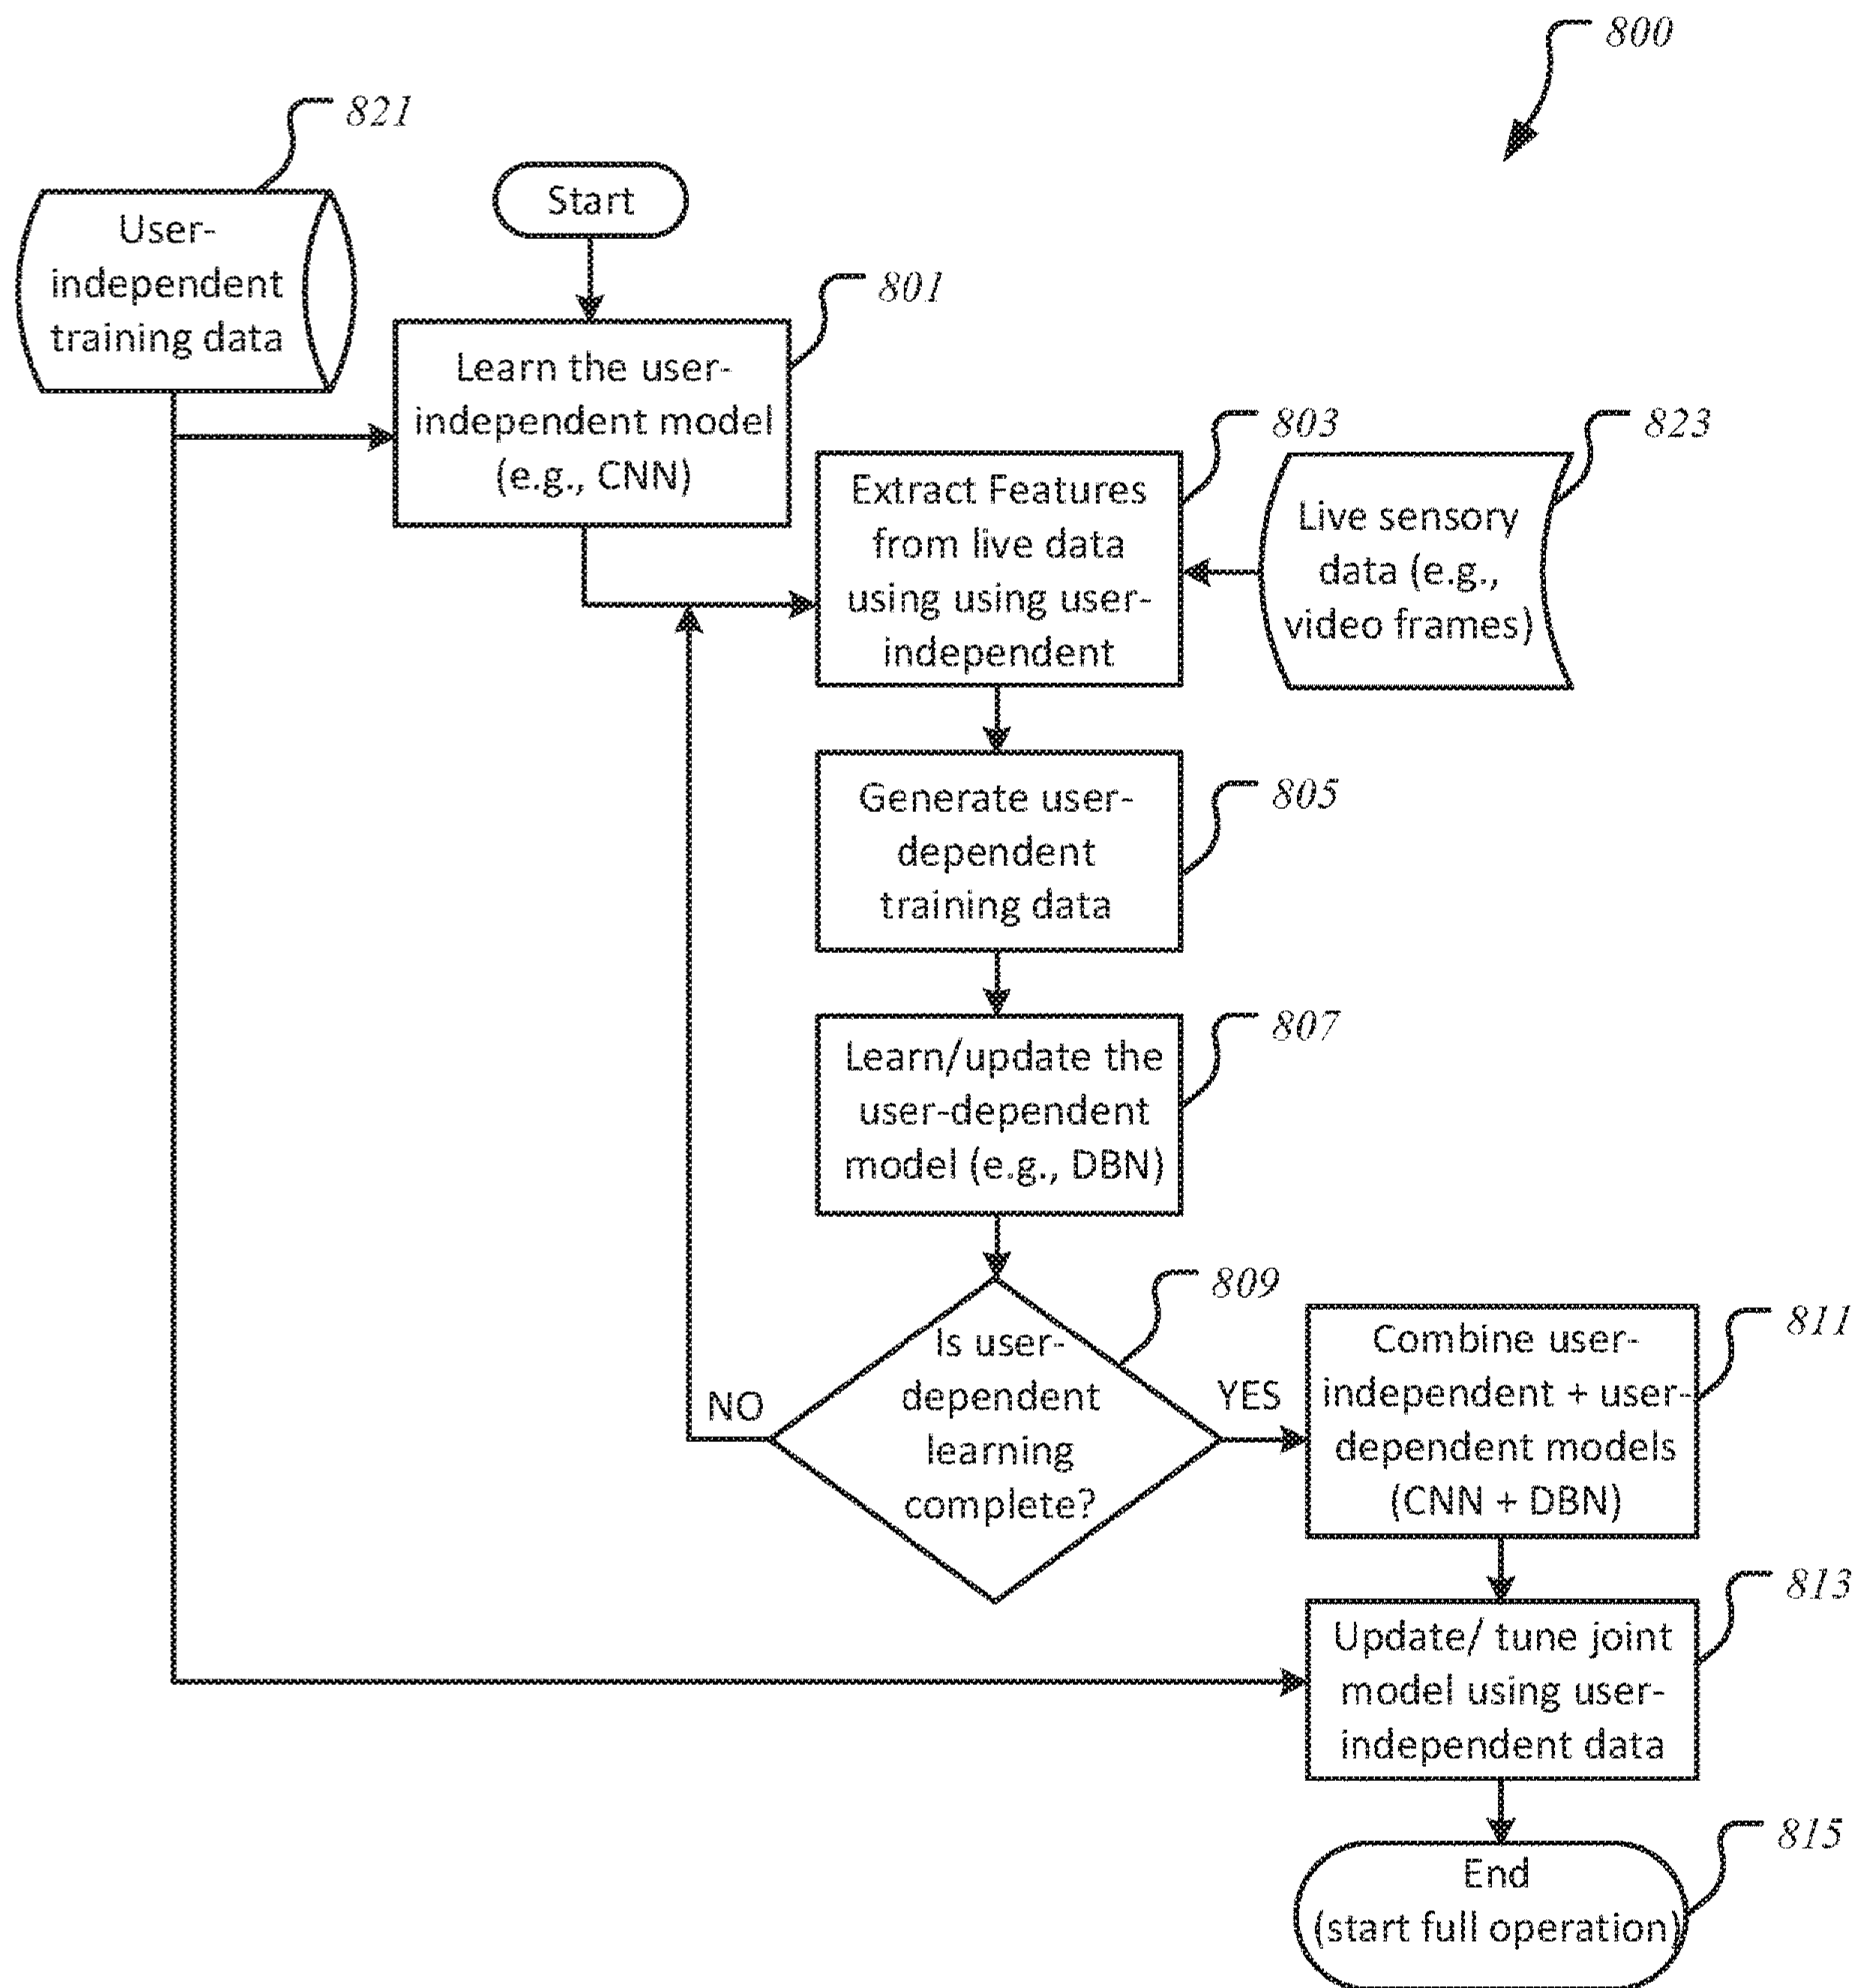 800
821
User-
independent
training data
Start
801
Learn the user-
independent model
(e.g., CNN)
803
Extract Features
from live data
using using user-
independent
823
Live sensory
data (e.g.,
video frames)
805
Generate user-
dependent
training data
807
Learn/update the
user-dependent
model (e.g., DBN)
809
Is user-
dependent
learning
complete?
NO
YES
811
Combine user-
independent + user-
dependent models
(CNN + DBN)
813
Update/ tune joint
model using user-
independent data
815
End
(start full operation)